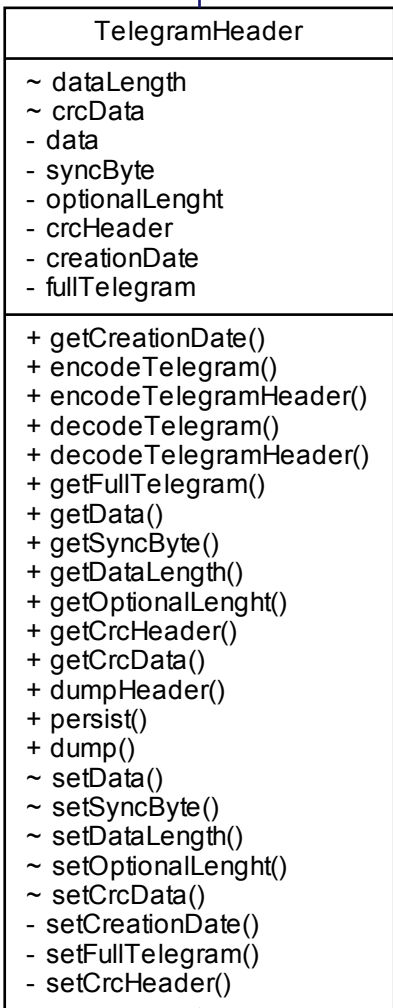 TelegramHeader
~ dataLength
~ crcData
- data
- syncByte
- optionalLenght
- crcHeader
- creationDate
- fullTelegram
+ getCreationDate()
+ encodeTelegram()
+ encodeTelegramHeader()
+ decodeTelegram()
+ decodeTelegramHeader()
+ getFullTelegram()
+ getData()
+ getSyncByte()
+ getDataLength()
+ getOptionalLenght()
+ getCrcHeader()
+ getCrcData()
+ dumpHeader()
+ persist()
+ dump()
~ setData()
~ setSyncByte()
~ setDataLength()
~ setOptionalLenght()
~ setCrcData()
- setCreationDate()
- setFullTelegram()
- setCrcHeader()